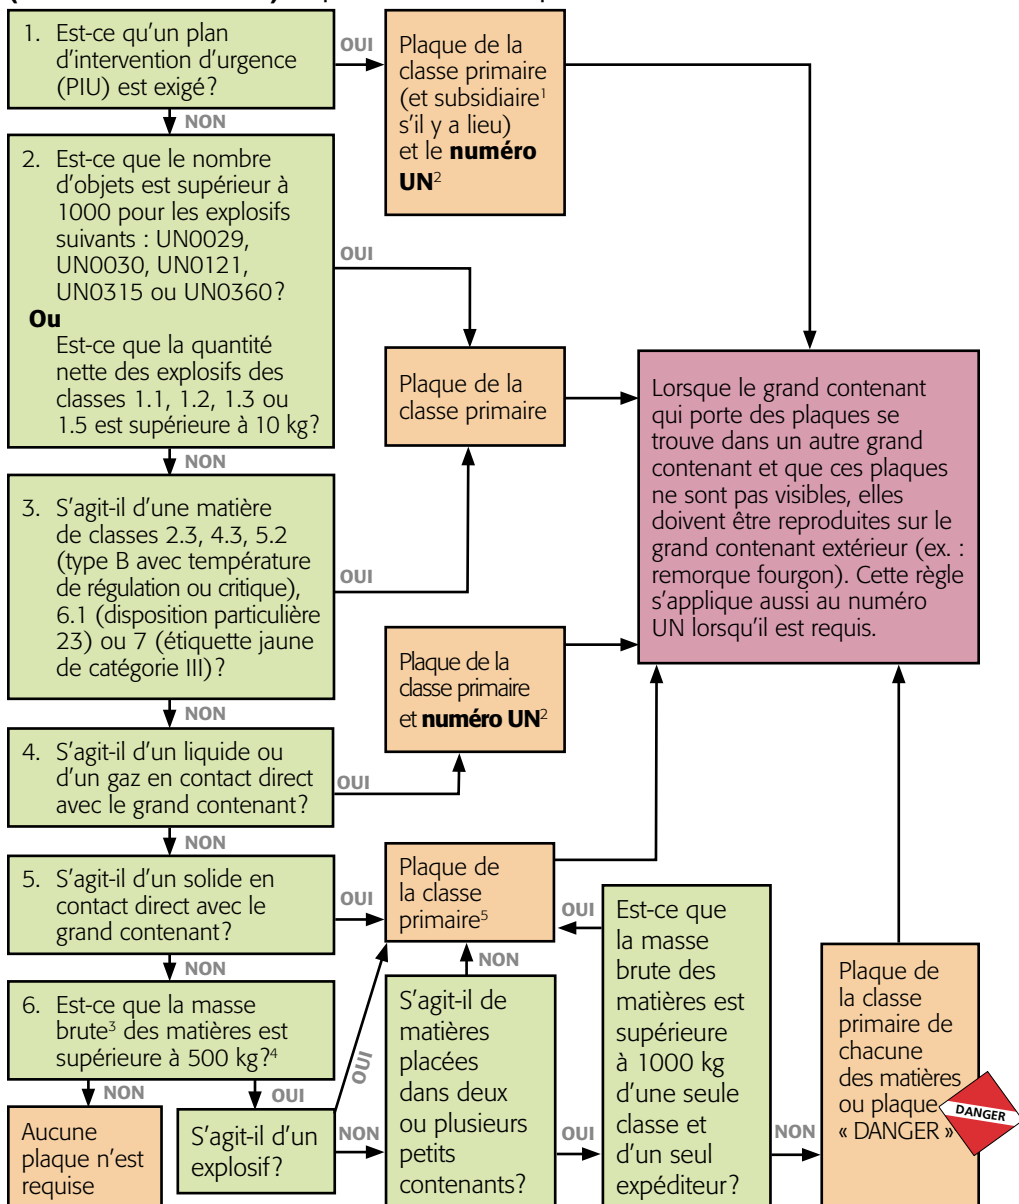 1. Est-ce qu'un plan
d'intervention d'urgence
(PIU) est exigé ?
OUI
Plaque de la
classe primaire
(et subsidiaire¹
s'il y a lieu)
et le numéro
UN²
NON
2. Est-ce que le nombre
d'objets est supérieur à
1000 pour les explosifs
suivants : UN0029,
UN0030, UN0121,
UN0315 ou UN0360 ?
Ou
Est-ce que la quantité
nette des explosifs des
classes 1.1, 1.2, 1.3 ou
1.5 est supérieure à 10 kg ?
OUI
Plaque de la
classe primaire
NON
3. S'agit-il d'une matière
de classes 2.3, 4.3, 5.2
(type B avec température
de régulation ou critique),
6.1 (disposition particulière
23) ou 7 (étiquette jaune
de catégorie III) ?
OUI
Lorsque le grand contenant
qui porte des plaques se
trouve dans un autre grand
contenant et que ces plaques
ne sont pas visibles, elles
doivent être reproduites sur le
grand contenant extérieur (ex. :
remorque fourgon). Cette règle
s'applique aussi au numéro
UN lorsqu'il est requis.
NON
4. S'agit-il d'un liquide ou
d'un gaz en contact direct
avec le grand contenant ?
OUI
Plaque de la
classe primaire
et numéro UN²
NON
5. S'agit-il d'un solide en
contact direct avec le
grand contenant ?
OUI
Plaque de
la classe
primaire⁵
NON
6. Est-ce que la masse
brute³ des matières est
supérieure à 500 kg ?⁴
NON
Aucune
plaque n'est
requise
OUI
S'agit-il d'un
explosif ?
OUI
NON
S'agit-il de
matières
placées
dans deux
ou plusieurs
petits
contenants ?
NON
OUI
Est-ce que
la masse
brute des
matières est
supérieure
à 1000 kg
d'une seule
classe et
d'un seul
expéditeur ?
OUI
NON
Plaque de
la classe
primaire de
chacune
des matières
ou plaque
« DANGER »
DANGER